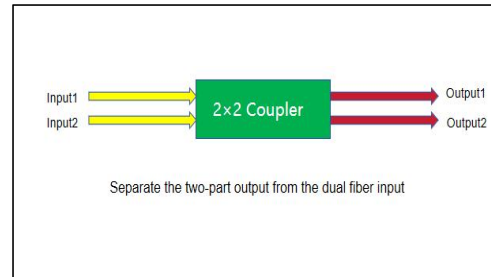 Input1
Output1
2×2 Coupler
Input2
Output2
Separate the two-part output from the dual fiber input